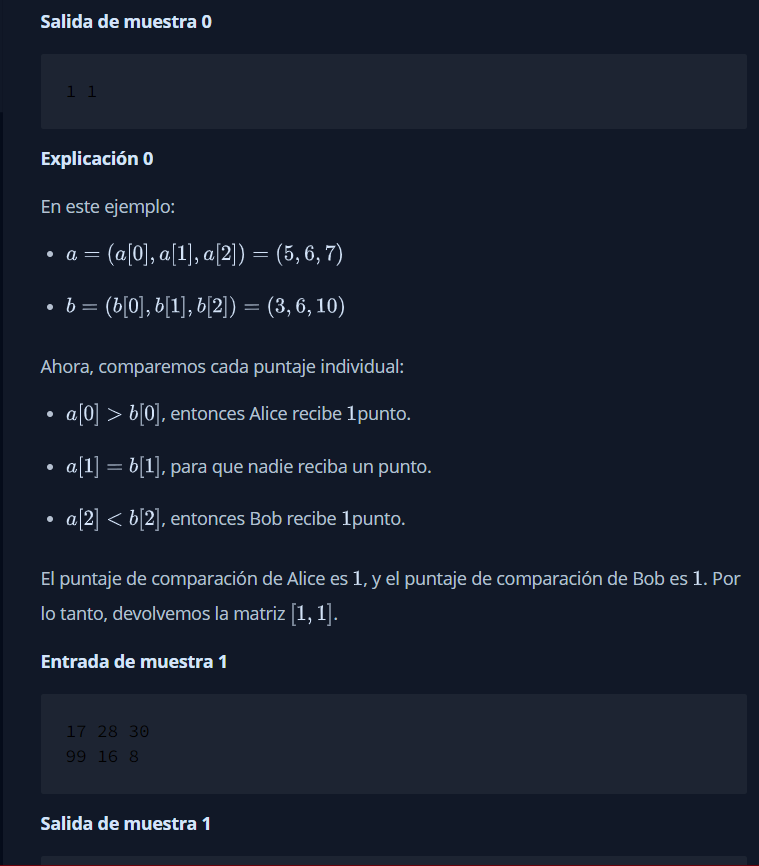 Salida de muestra 0
1 1
Explicación 0
En este ejemplo:
• a = (a[0], a[1], a[2]) = (5, 6, 7)
• b = (b[0], b[1], b[2]) = (3, 6, 10)
Ahora, comparemos cada puntaje individual:
• a[0] > b[0], entonces Alice recibe 1punto.
• a[1] = b[1], para que nadie reciba un punto.
• a[2] < b[2], entonces Bob recibe 1punto.
El puntaje de comparación de Alice es 1, y el puntaje de comparación de Bob es 1. Por
lo tanto, devolvemos la matriz [1, 1].
Entrada de muestra 1
17 28 30
99 16 8
Salida de muestra 1